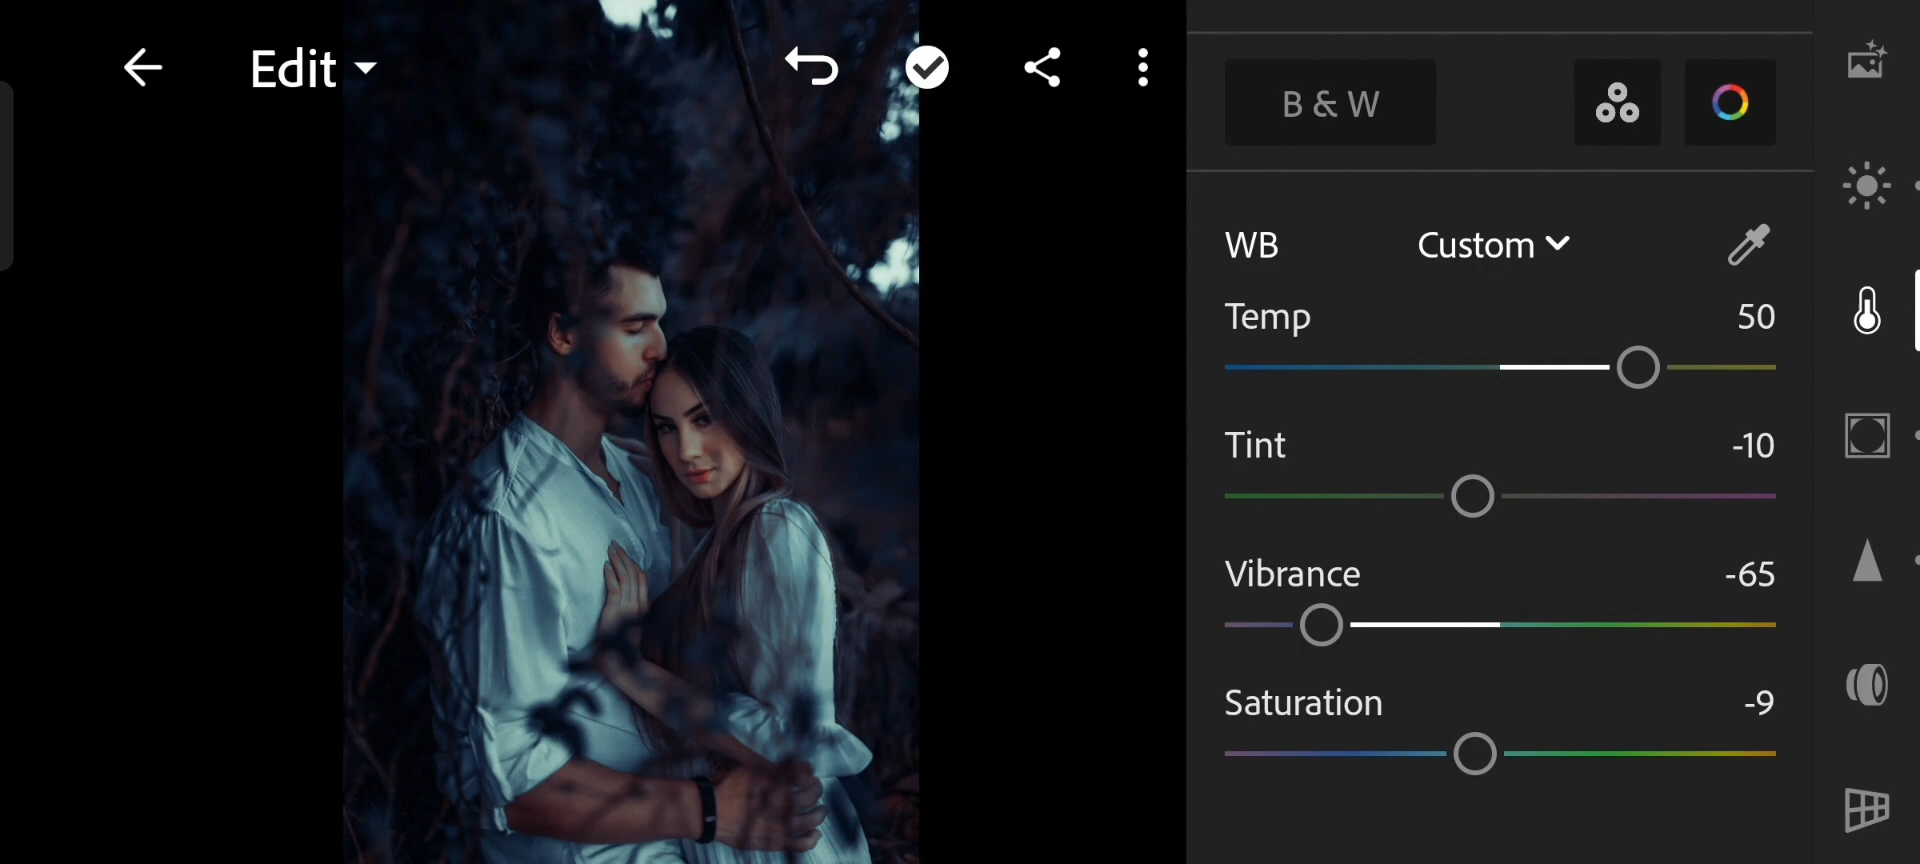 Edit
B & W
WB Custom
Temp 50
Tint -10
Vibrance -65
Saturation -9